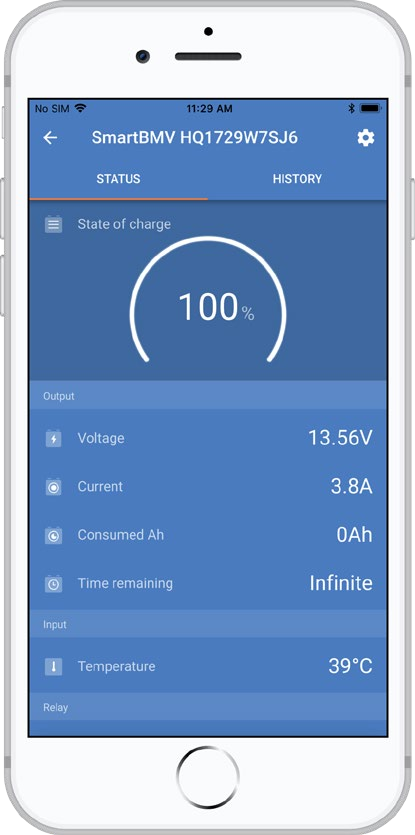 No SIM 11:29 AM
SmartBMV HQ1729W7SJ6
STATUS HISTORY
State of charge
100%
Output
Voltage 13.56V
Current 3.8A
Consumed Ah 0Ah
Time remaining Infinite
Input
Temperature 39°C
Relay